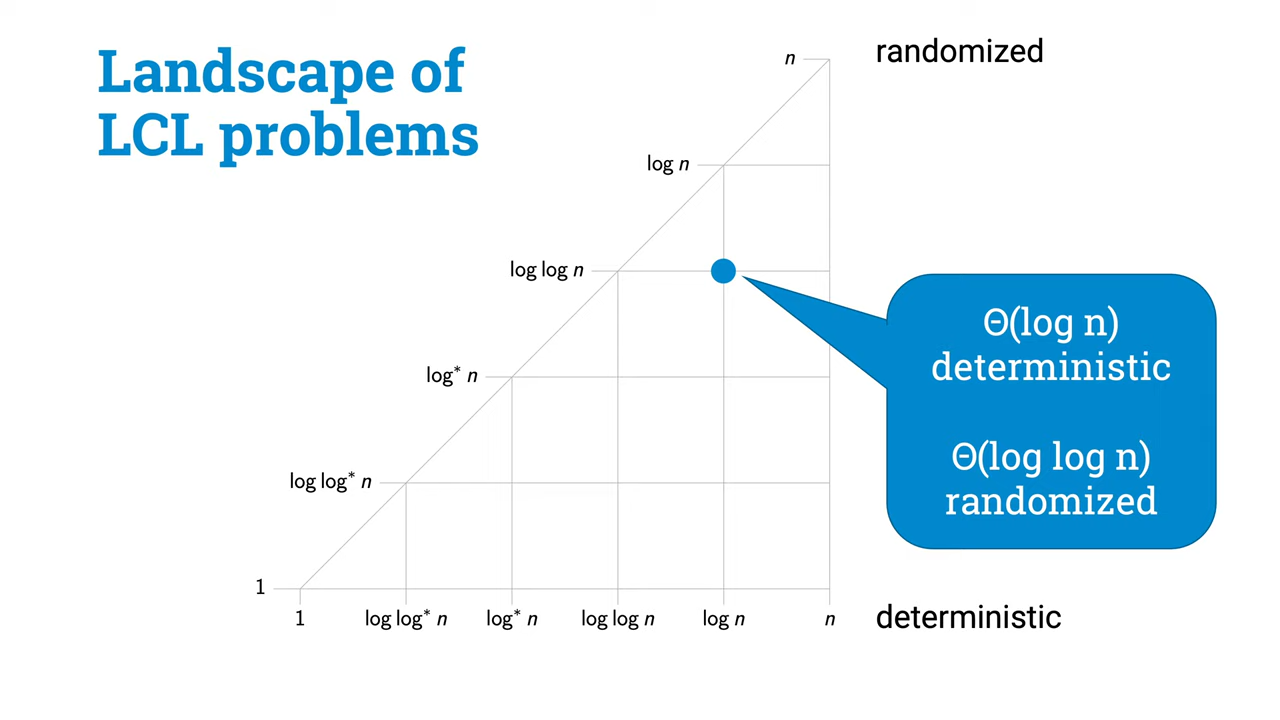 Landscape of
LCL problems
n
randomized
log n
log log n
log* n
log log* n
1
Θ(log n)
deterministic
Θ(log log n)
randomized
1
log log* n
log* n
log log n
log n
n
deterministic